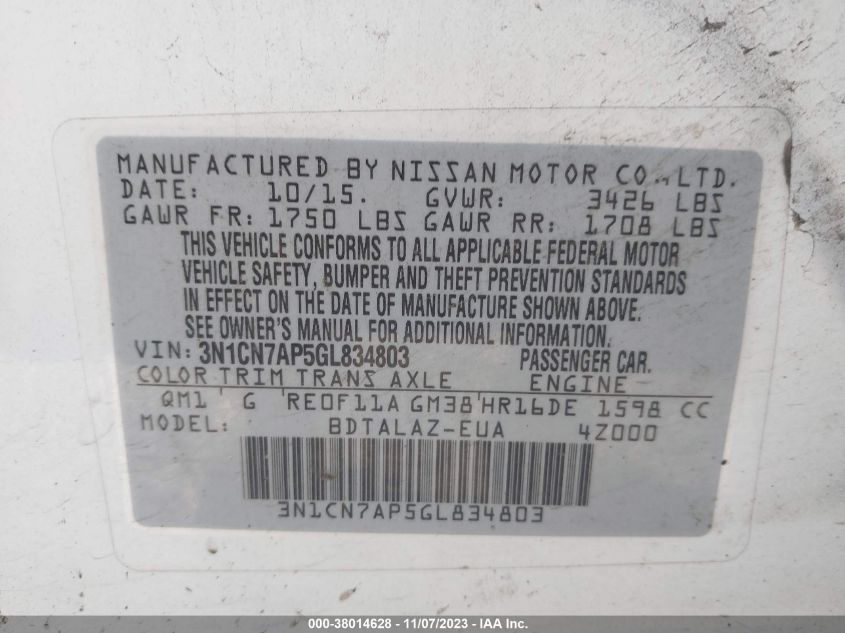 MANUFACTURED BY NISSAN MOTOR CO., LTD.
DATE: 10/15. GVWR: 3426 LBS
GAWR FR: 1750 LBS GAWR RR: 1708 LBS
THIS VEHICLE CONFORMS TO ALL APPLICABLE FEDERAL MOTOR
VEHICLE SAFETY, BUMPER AND THEFT PREVENTION STANDARDS
IN EFFECT ON THE DATE OF MANUFACTURE SHOWN ABOVE.
SEE OWNER'S MANUAL FOR ADDITIONAL INFORMATION.
VIN: 3N1CN7AP5GL834803 PASSENGER CAR.
COLOR TRIM TRANS AXLE ENGINE
QM1 G RE0F11A GM38 HR16DE 1598 CC
MODEL: BDTALAZ-EUA 4Z000
3N1CN7AP5GL834803
000-38014628 - 11/07/2023 - IAA Inc.